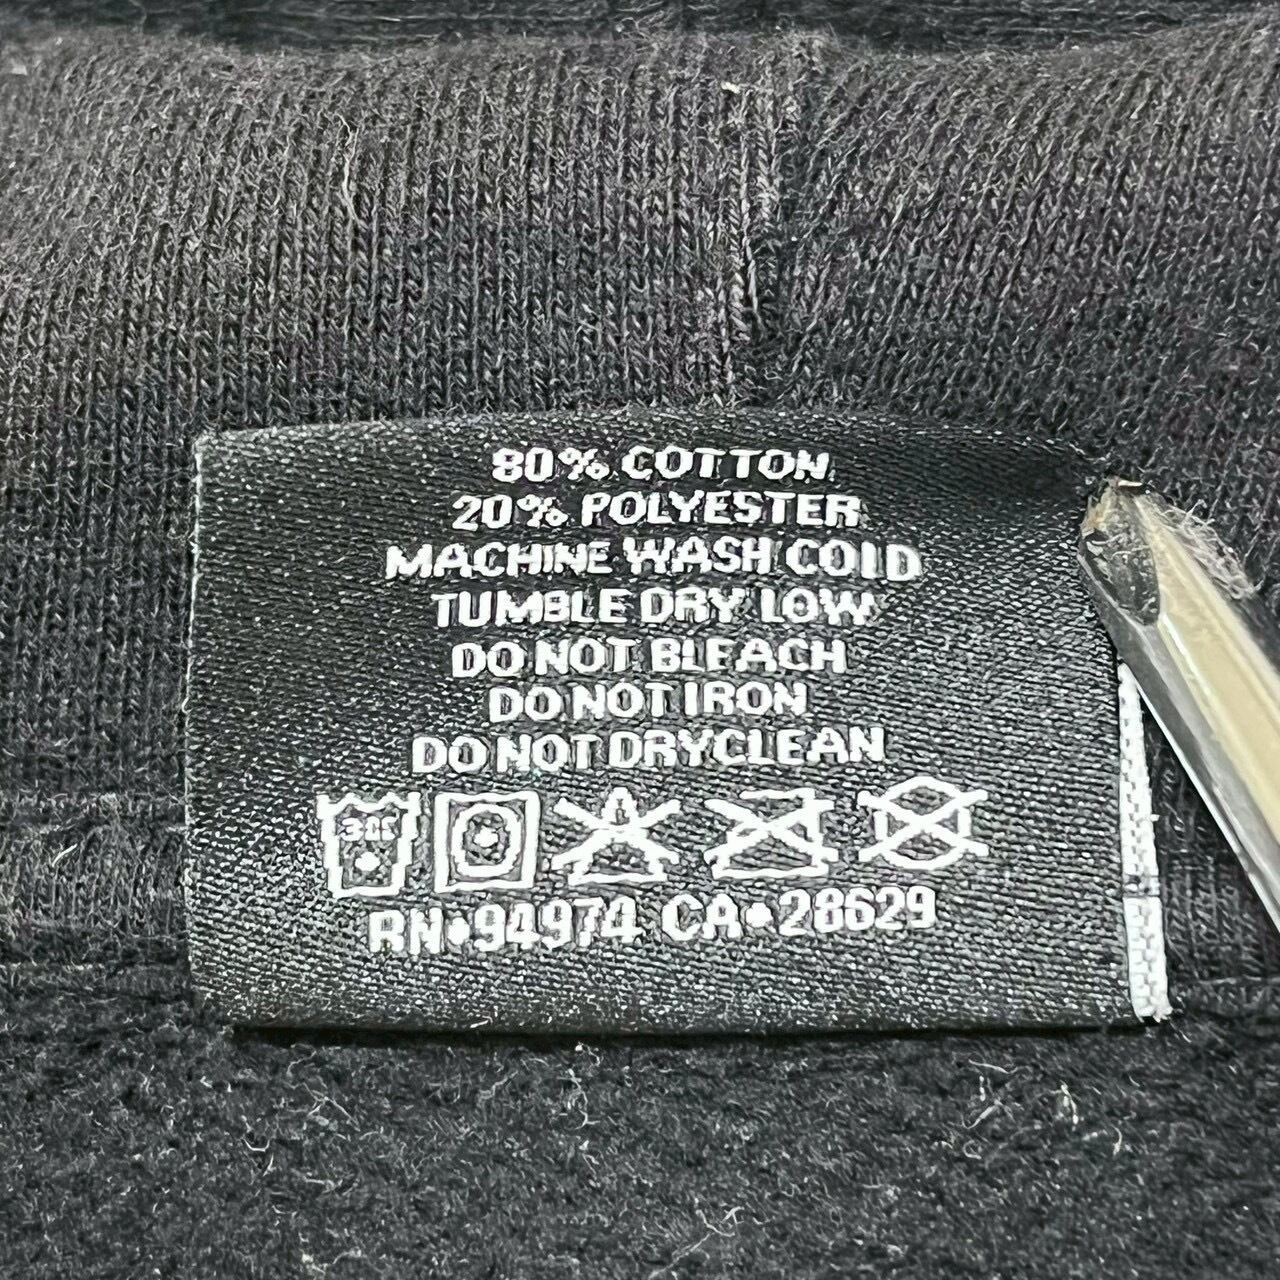 80% COTTON
20% POLYESTER
MACHINE WASH COLD
TUMBLE DRY LOW
DO NOT BLEACH
DO NOT IRON
DO NOT DRYCLEAN
RN•94974 CA•28629